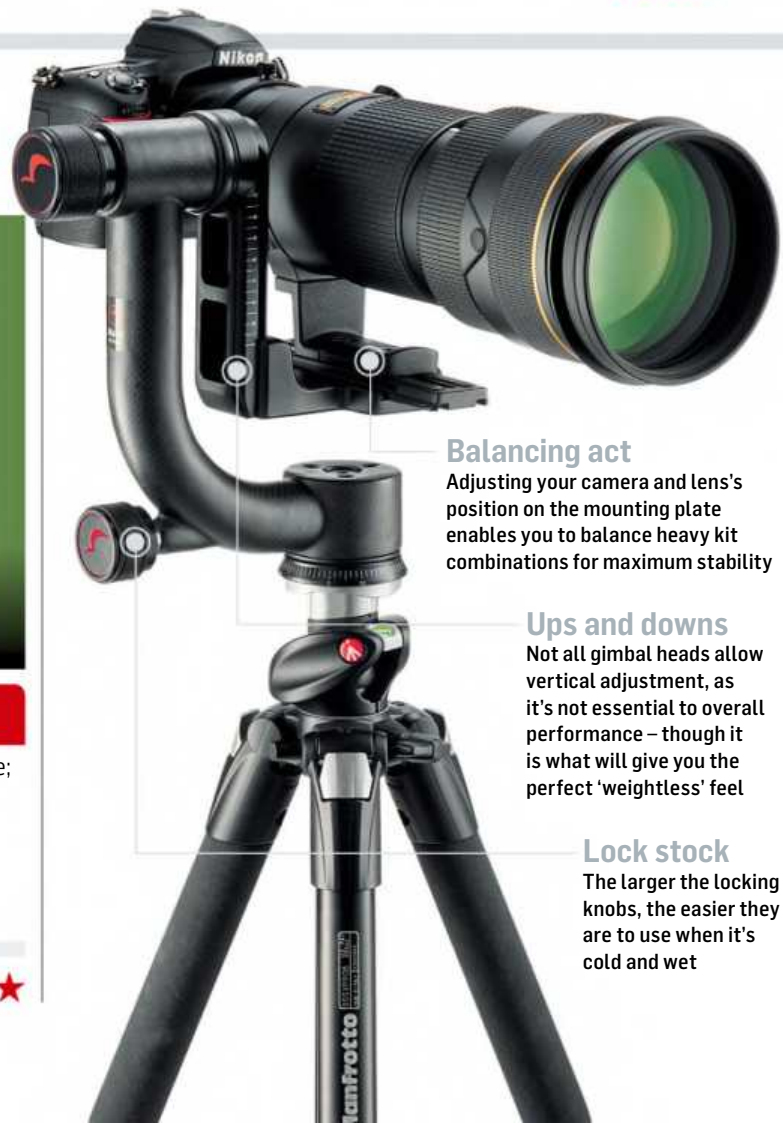 Nikon
Balancing act
Adjusting your camera and lens's
position on the mounting plate
enables you to balance heavy kit
combinations for maximum stability
Ups and downs
Not all gimbal heads allow
vertical adjustment, as
it's not essential to overall
performance – though it
is what will give you the
perfect 'weightless' feel
e;
Lock stock
The larger the locking
knobs, the easier they
are to use when it's
cold and wet
Manfrotto